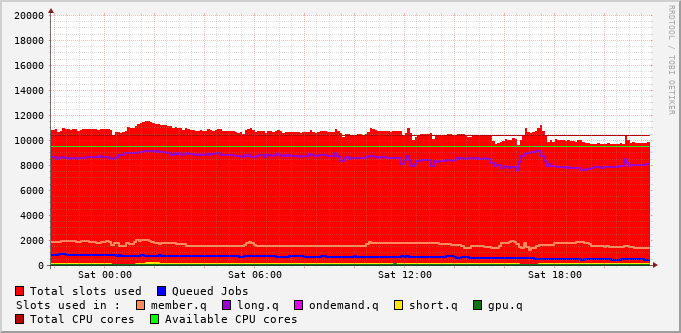 20000
18000
16000
14000
12000
10000
8000
6000
4000
2000
0
Sat 00:00 Sat 06:00 Sat 12:00 Sat 18:00
RRDTOOL / TOBI OETIKER
Total slots used Queued Jobs
Slots used in : member.q long.q ondemand.q short.q gpu.q
Total CPU cores Available CPU cores